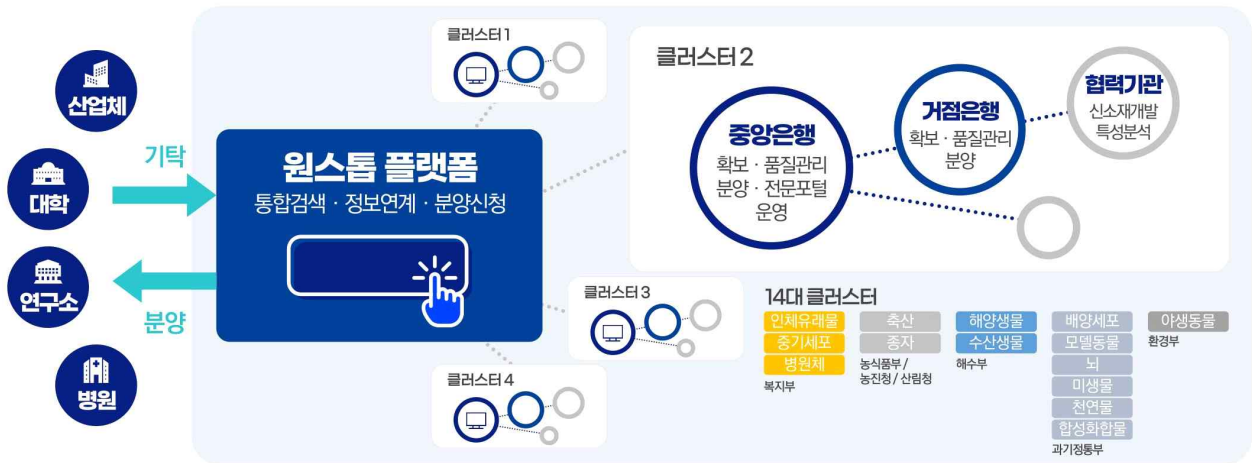 산업체
대학
연구소
병원
기탁
분양
원스톱 플랫폼
통합검색 · 정보연계 · 분양신청
클러스터 1
클러스터 2
중앙은행
확보 · 품질관리
분양 · 전문포털
운영
거점은행
확보 · 품질관리
분양
협력기관
신소재개발
특성분석
클러스터 3
클러스터 4
14대 클러스터
인체유래물
중기세포
병원체
복지부
축산
종자
농식품부 /
농진청 / 산림청
해양생물
수산생물
해수부
배양세포
모델동물
뇌
미생물
천연물
합성화합물
과기정통부
야생동물
환경부